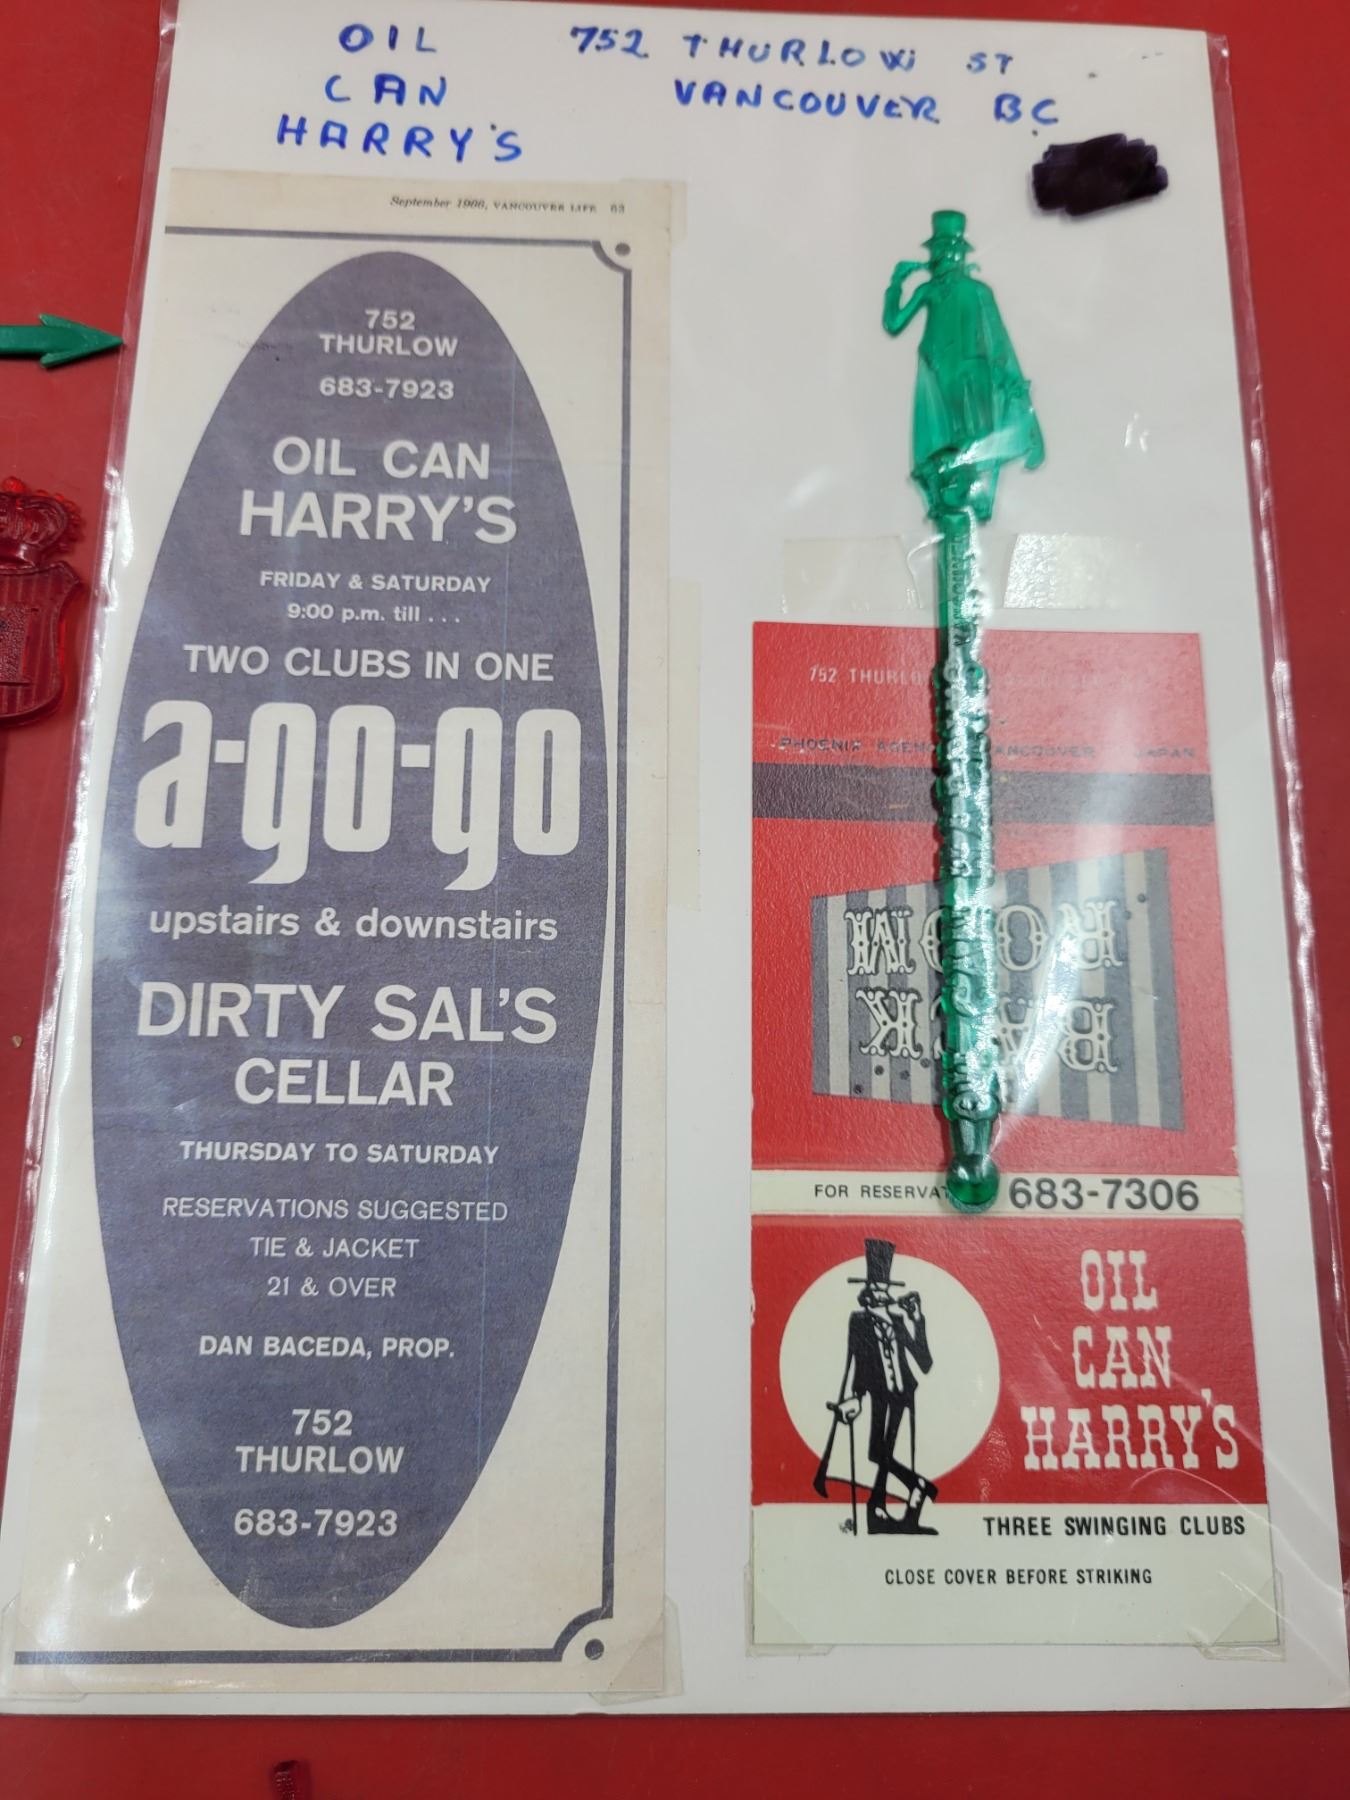 OIL 752 THURLOW ST
CAN VANCOUVER BC
HARRY'S
September 1966, VANCOUVER LIFE 63
752
THURLOW
683-7923
OIL CAN
HARRY'S
FRIDAY & SATURDAY
9:00 p.m. till . . .
TWO CLUBS IN ONE
a-go-go
upstairs & downstairs
DIRTY SAL'S
CELLAR
THURSDAY TO SATURDAY
RESERVATIONS SUGGESTED
TIE & JACKET
21 & OVER
DAN BACEDA, PROP.
752
THURLOW
683-7923
752
PHOENIX VANCOUVER JAPAN
BACK
ROOM
FOR 683-7306
OIL
CAN
HARRY'S
THREE SWINGING CLUBS
CLOSE COVER BEFORE STRIKING